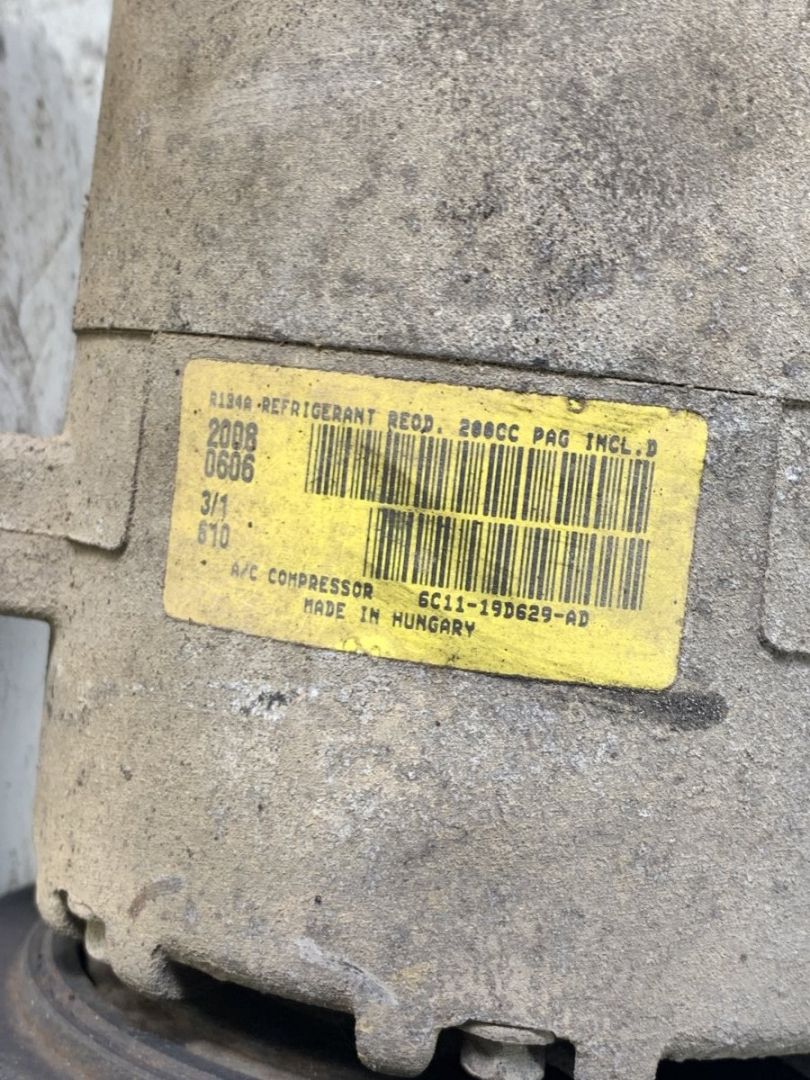 R134A REFRIGERANT REQD. 200CC PAG INCL.D
2008
0606
3/1
610
A/C COMPRESSOR 6C11-19D629-AD
MADE IN HUNGARY